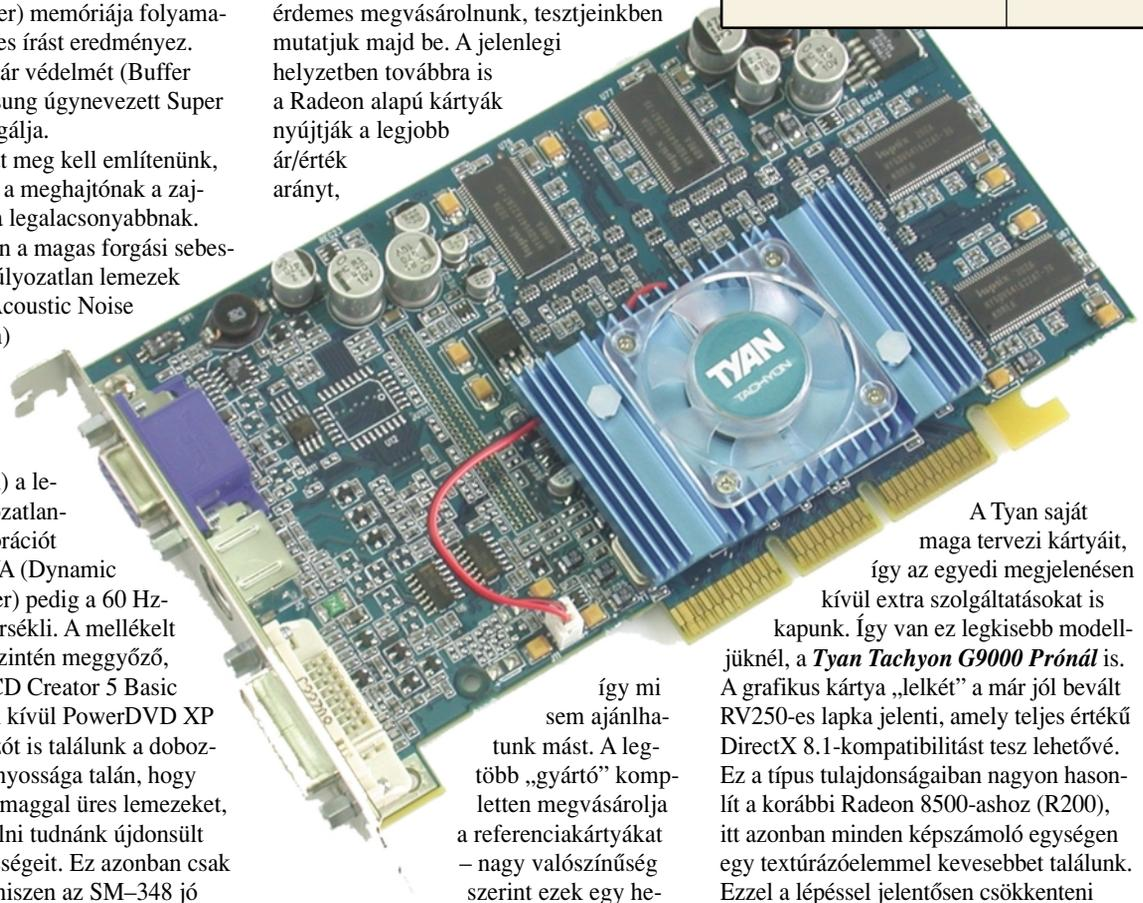 er) memóriája folyama-
es írást eredményez.
ár védelmét (Buffer
sung úgynevezett Super
gálja.
t meg kell említenünk,
a meghajtónak a zaj-
a legalacsonyabbnak.
n a magas forgási sebes-
úlyozatlan lemezek
Acoustic Noise
) a le-
ozatlan-
rációt
A (Dynamic
er) pedig a 60 Hz-
rsékli. A mellékelt
zintén meggyőző,
CD Creator 5 Basic
kívül PowerDVD XP
zót is találunk a doboz-
nyossága talán, hogy
maggal üres lemezeket,
lni tudnánk újdonsült
ségeit. Ez azonban csak
hiszen az SM–348 jó
érdemes megvásárolnunk, tesztjeinkben
mutatjuk majd be. A jelenlegi
helyzetben továbbra is
a Radeon alapú kártyák
nyújtják a legjobb
ár/érték
arányt,
TYAN
TACHYON
így mi
sem ajánlha-
tunk mást. A leg-
több „gyártó” komp-
letten megvásárolja
a referenciakártyákat
– nagy valószínűség
szerint ezek egy he-
A Tyan saját
maga tervezi kártyáit,
így az egyedi megjelenésen
kívül extra szolgáltatásokat is
kapunk. Így van ez legkisebb modell-
jüknél, a Tyan Tachyon G9000 Prónál is.
A grafikus kártya „lelkét” a már jól bevált
RV250-es lapka jelenti, amely teljes értékű
DirectX 8.1-kompatibilitást tesz lehetővé.
Ez a típus tulajdonságaiban nagyon hason-
lít a korábbi Radeon 8500-ashoz (R200),
itt azonban minden képszámoló egységen
egy textúrázóelemmel kevesebbet találunk.
Ezzel a lépéssel jelentősen csökkenteni